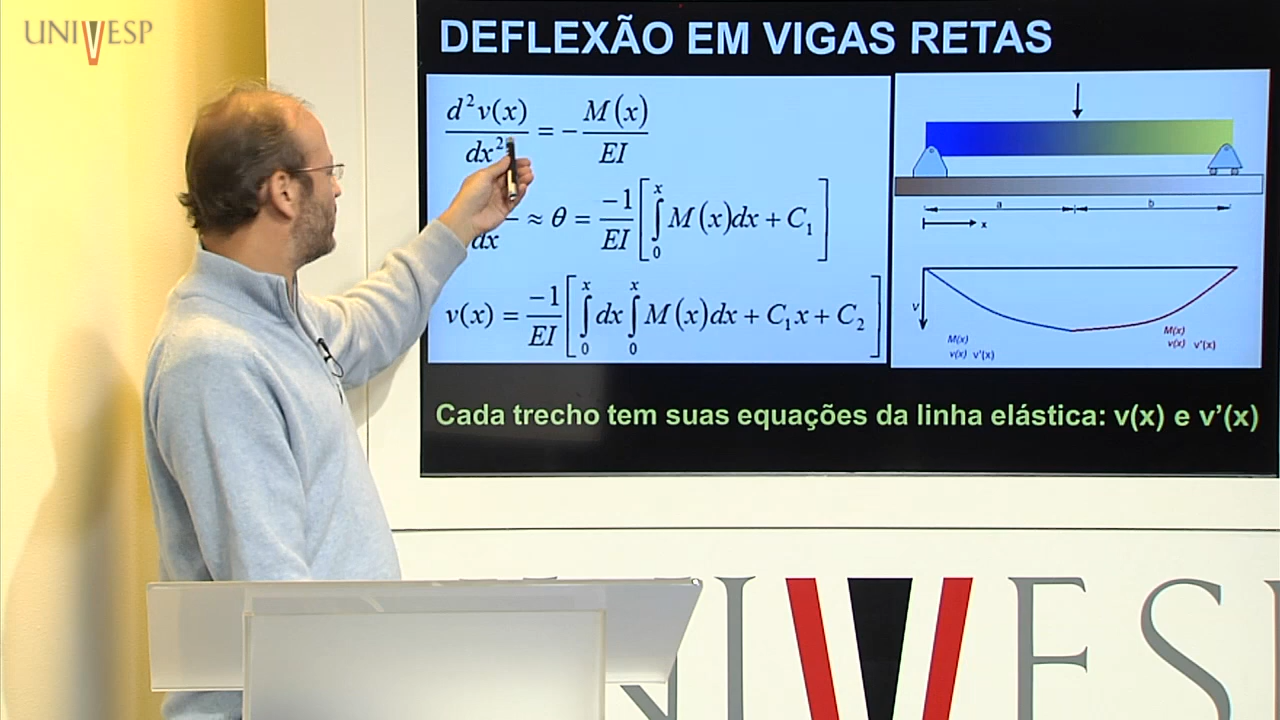 UNIVESP
DEFLEXÃO EM VIGAS RETAS
d²v(x)/dx² = -M(x)/EI
dx ≈ θ = -1/EI [∫₀ˣ M(x)dx + C₁]
v(x) = -1/EI [∫₀ˣ dx ∫₀ˣ M(x)dx + C₁x + C₂]
a b
x
v
M(x)
v(x) v'(x)
M(x)
v(x) v'(x)
Cada trecho tem suas equações da linha elástica: v(x) e v’(x)